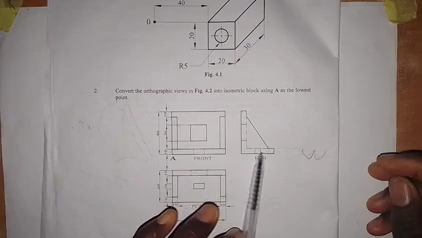 40
0
20
R5
20
30
Fig. 4.1
2. Convert the orthographic views in Fig. 4.2 into isometric block using A as the lowest
point.
A
FRONT